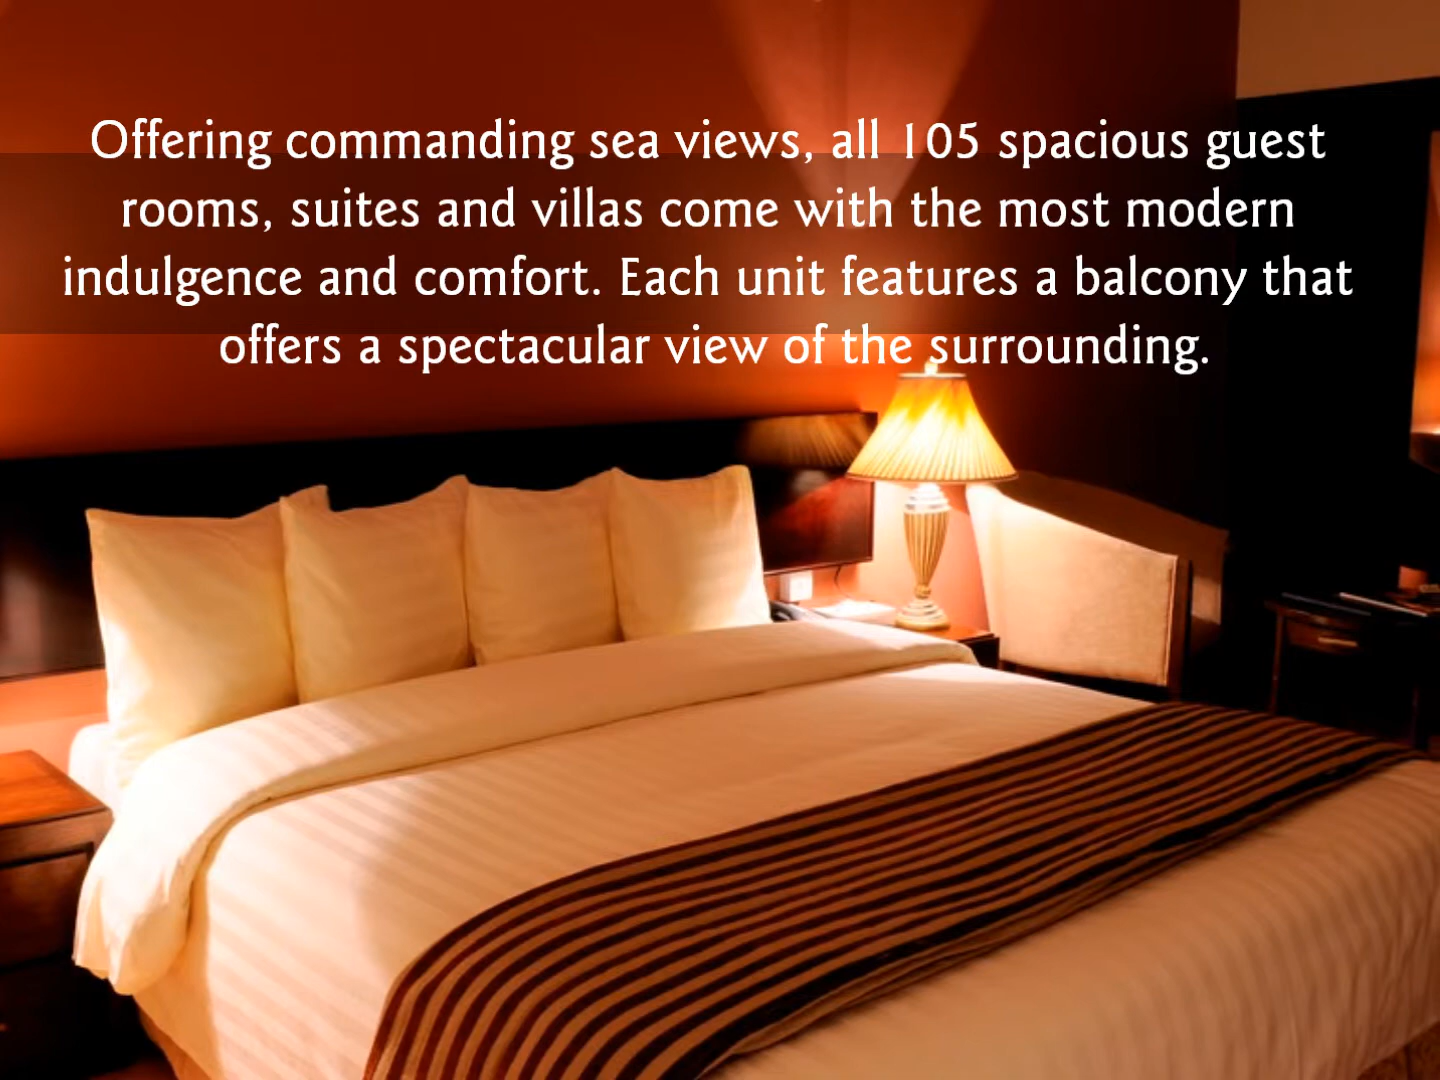 Offering commanding sea views, all 105 spacious guest
rooms, suites and villas come with the most modern
indulgence and comfort. Each unit features a balcony that
offers a spectacular view of the surrounding.